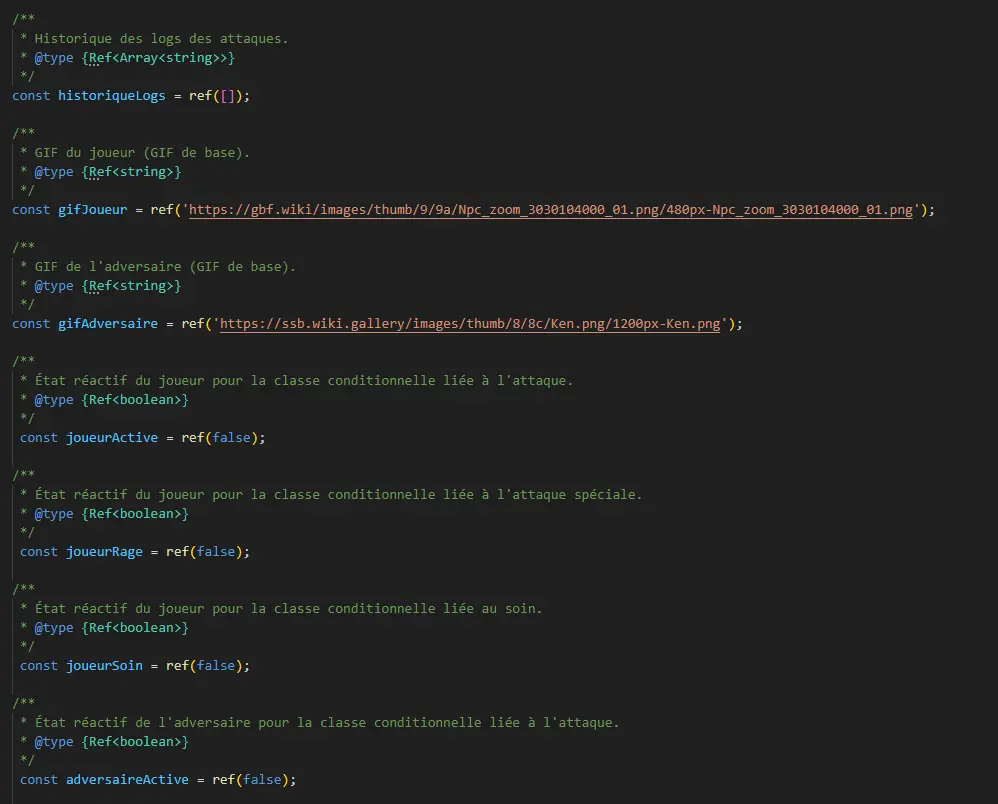 /**
 * Historique des logs des attaques.
 * @type {Ref<Array<string>>}
 */
const historiqueLogs = ref([]);
/**
 * GIF du joueur (GIF de base).
 * @type {Ref<string>}
 */
const gifJoueur = ref('https://gbf.wiki/images/thumb/9/9a/Npc_zoom_3030104000_01.png/480px-Npc_zoom_3030104000_01.png');
/**
 * GIF de l'adversaire (GIF de base).
 * @type {Ref<string>}
 */
const gifAdversaire = ref('https://ssb.wiki.gallery/images/thumb/8/8c/Ken.png/1200px-Ken.png');
/**
 * État réactif du joueur pour la classe conditionnelle liée à l'attaque.
 * @type {Ref<boolean>}
 */
 const joueurActive = ref(false);
/**
 * État réactif du joueur pour la classe conditionnelle liée à l'attaque spéciale.
 * @type {Ref<boolean>}
 */
 const joueurRage = ref(false);
/**
 * État réactif du joueur pour la classe conditionnelle liée au soin.
 * @type {Ref<boolean>}
 */
 const joueurSoin = ref(false);
/**
 * État réactif de l'adversaire pour la classe conditionnelle liée à l'attaque.
 * @type {Ref<boolean>}
 */
 const adversaireActive = ref(false);